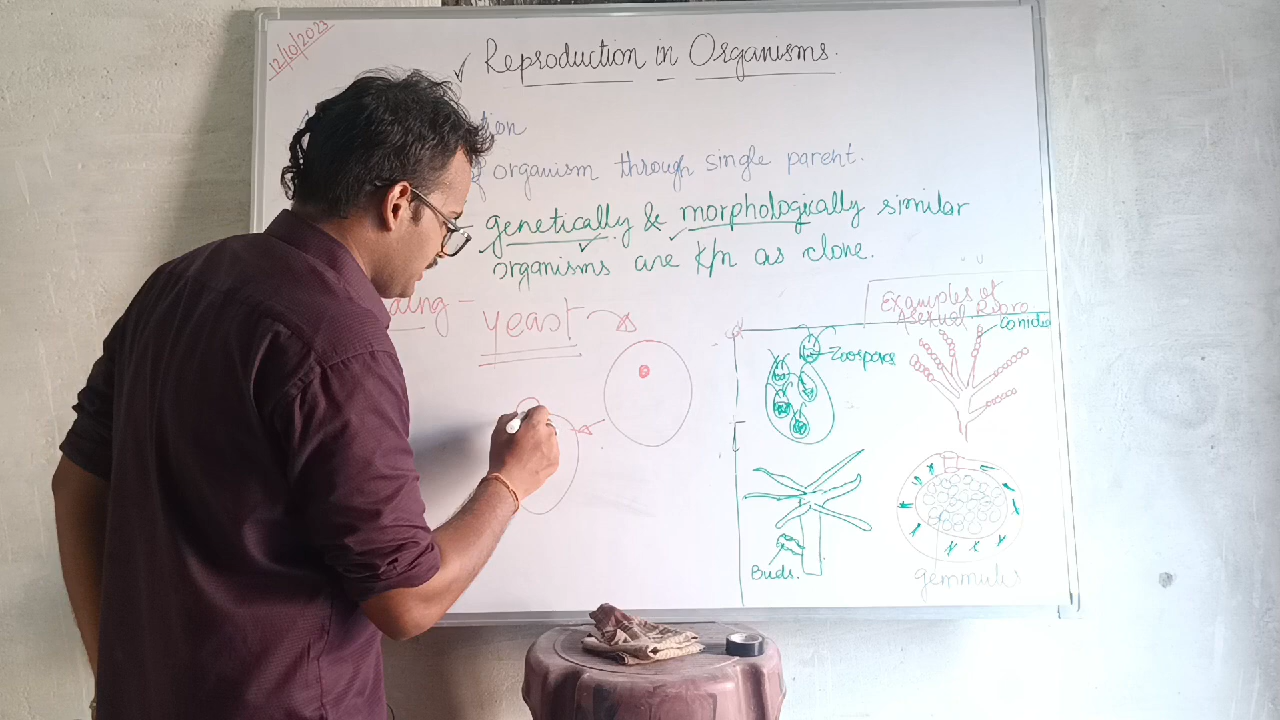 12/10/2023
Reproduction in Organisms.
tion
organism through single parent.
genetically & morphologically similar
organisms are K/n as clone.
ding - yeast
Examples of
Asexual Repro
Conidia
Zoospores
Buds.
gemmules